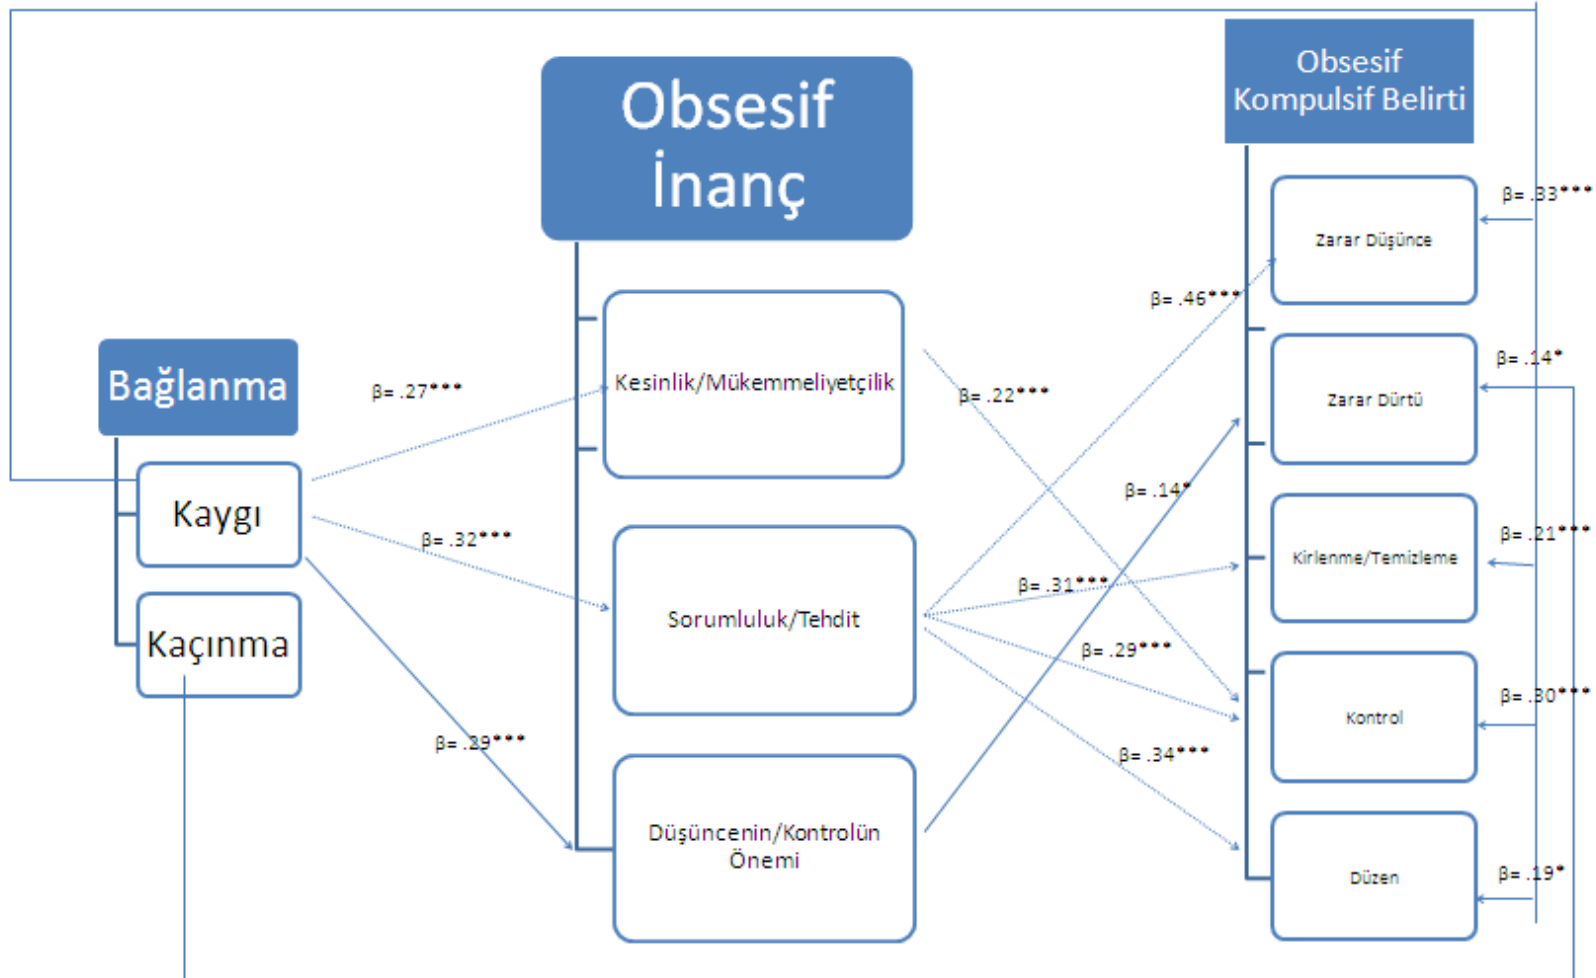 Obsesif
Kompulsif Belirti
Obsesif
İnanç
Bağlanma
Kaygı
Kaçınma
Kesinlik/Mükemmeliyetçilik
Sorumluluk/Tehdit
Düşüncenin/Kontrolün
Önemi
Zarar Düşünce
Zarar Dürtü
Kirlenme/Temizleme
Kontrol
Düzen
β= .27***
β= .32***
β= .29***
β= .46***
β= .22***
β= .14*
β= .31***
β= .29***
β= .34***
β= .33***
β= .14*
β= .21***
β= .30***
β= .19*